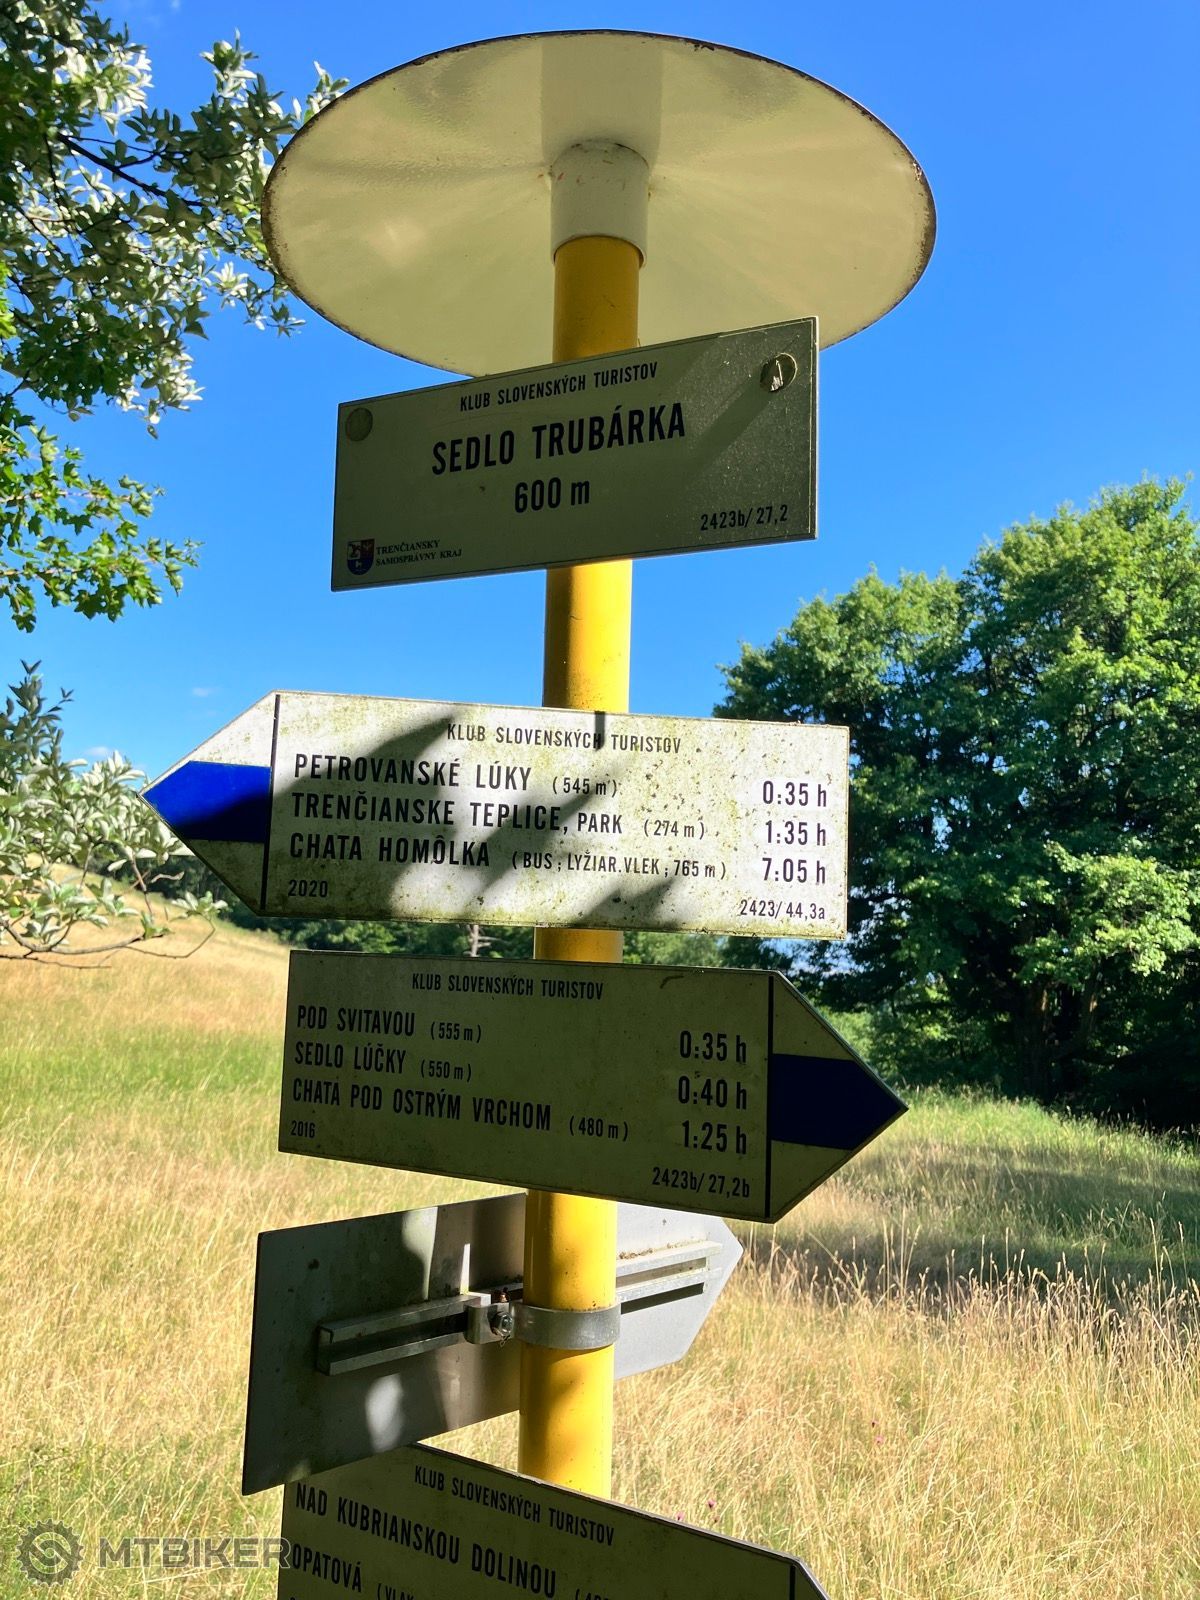 KLUB SLOVENSKÝCH TURISTOV
SEDLO TRUBÁRKA
600 m
2423b/27,2
TRENČIANSKY
SAMOSPRÁVNY KRAJ
KLUB SLOVENSKÝCH TURISTOV
PETROVANSKÉ LÚKY (545 m) 0:35 h
TRENČIANSKE TEPLICE, PARK (274 m) 1:35 h
CHATA HOMÔLKA (BUS; LYŽIAR.VLEK; 765 m) 7:05 h
2020 2423/44,3a
KLUB SLOVENSKÝCH TURISTOV
POD SVITAVOU (555 m) 0:35 h
SEDLO LÚČKY (550 m) 0:40 h
CHATA POD OSTRÝM VRCHOM (480 m) 1:25 h
2016 2423b/27,2b
KLUB SLOVENSKÝCH TURISTOV
NAD KUBRIANSKOU DOLINOU
OPATOVÁ
MTBIKER